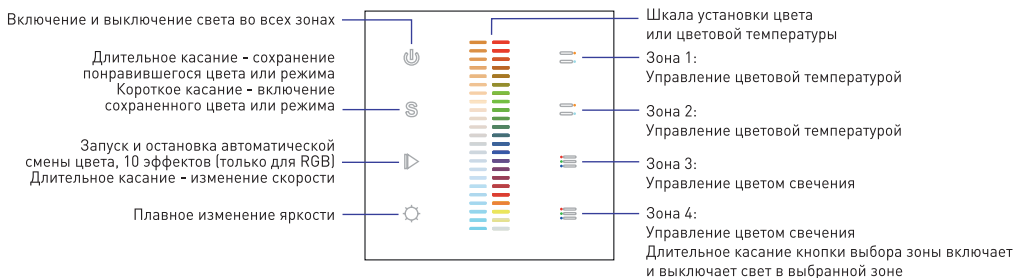 Включение и выключение света во всех зонах
Длительное касание - сохранение
понравившегося цвета или режима
Короткое касание - включение
сохраненного цвета или режима
Запуск и остановка автоматической
смены цвета, 10 эффектов (только для RGB)
Длительное касание - изменение скорости
Плавное изменение яркости
S
Шкала установки цвета
или цветовой температуры
Зона 1:
Управление цветовой температурой
Зона 2:
Управление цветовой температурой
Зона 3:
Управление цветом свечения
Зона 4:
Управление цветом свечения
Длительное касание кнопки выбора зоны включает
и выключает свет в выбранной зоне